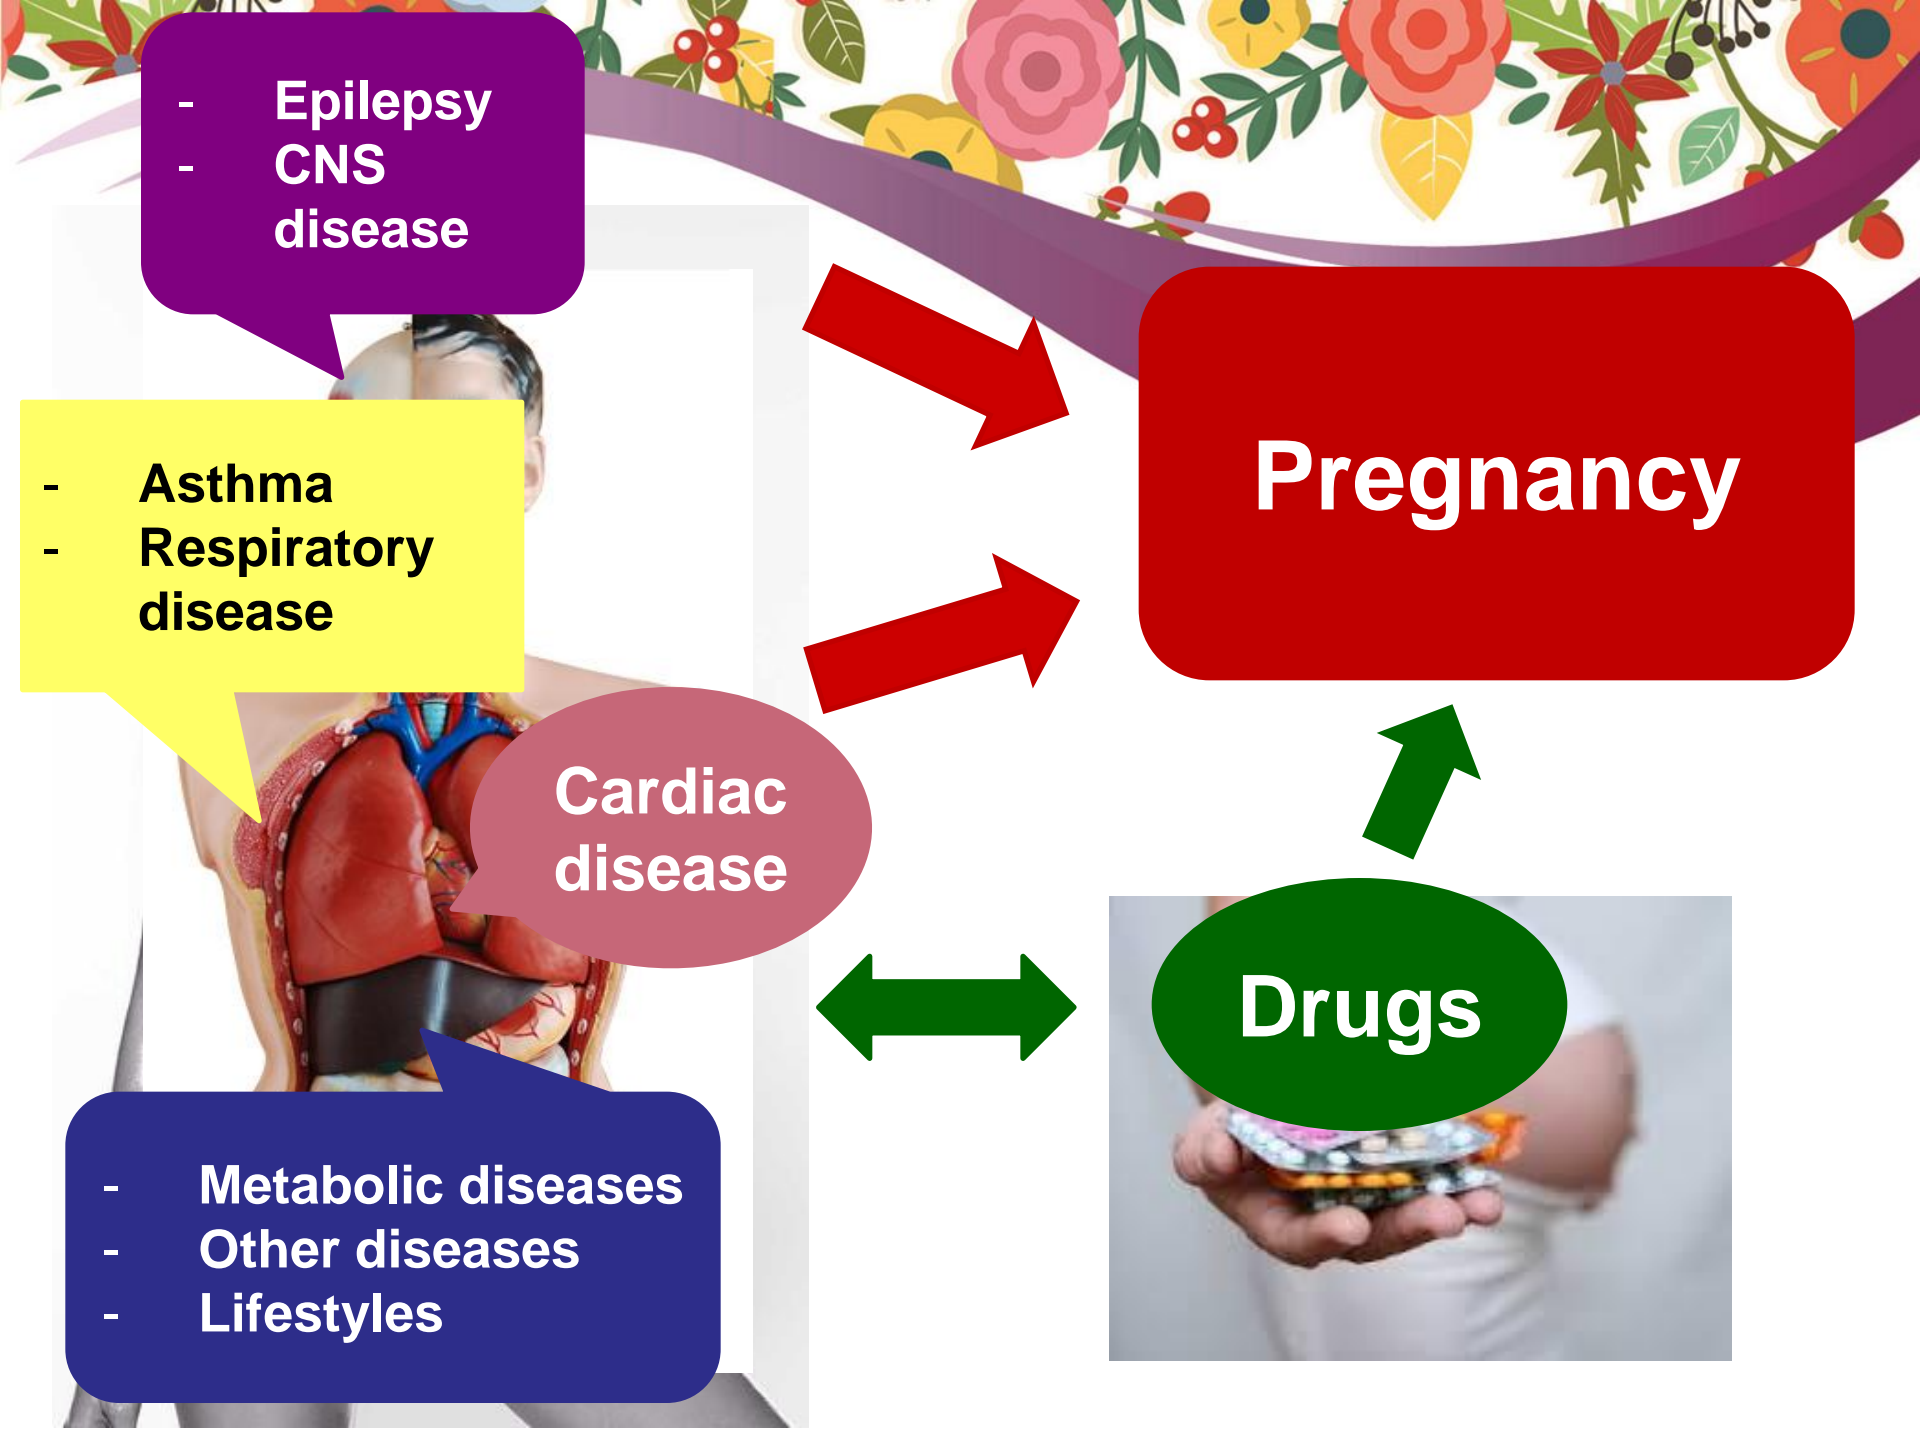 - Epilepsy
- CNS
disease
- Asthma
- Respiratory
disease
Cardiac
disease
- Metabolic diseases
- Other diseases
- Lifestyles
Pregnancy
Drugs